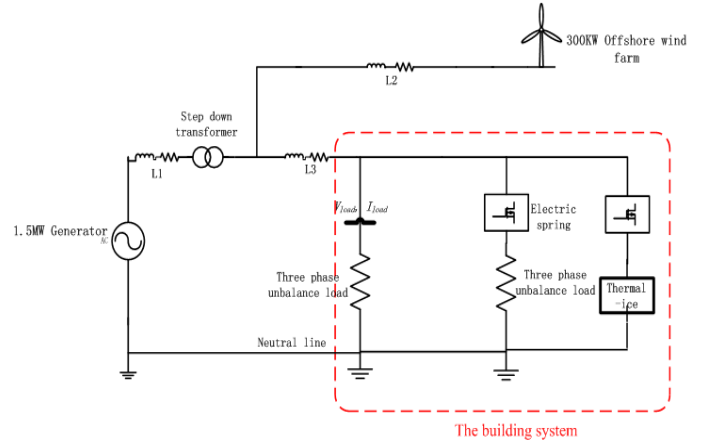 300KW Offshore wind
farm
L2
Step down
transformer
L1
L3
Vload, Iload
Electric
spring
1.5MW Generator
AC
Three phase
unbalance load
Three phase
unbalance load
Thermal
-ice
Neutral line
The building system